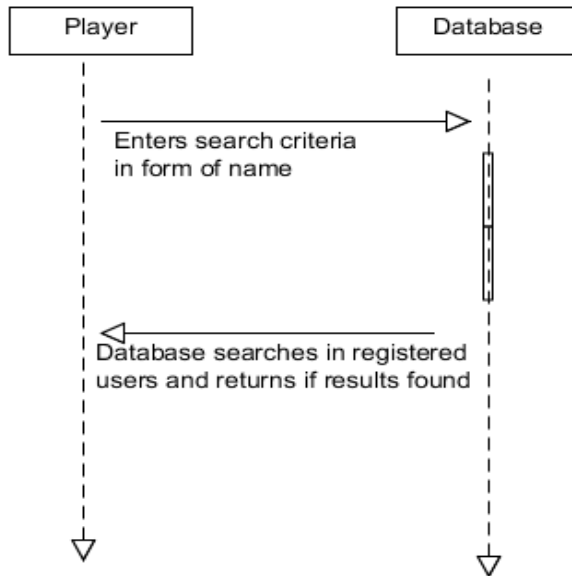 Player
Database
Enters search criteria
in form of name
Database searches in registered
users and returns if results found